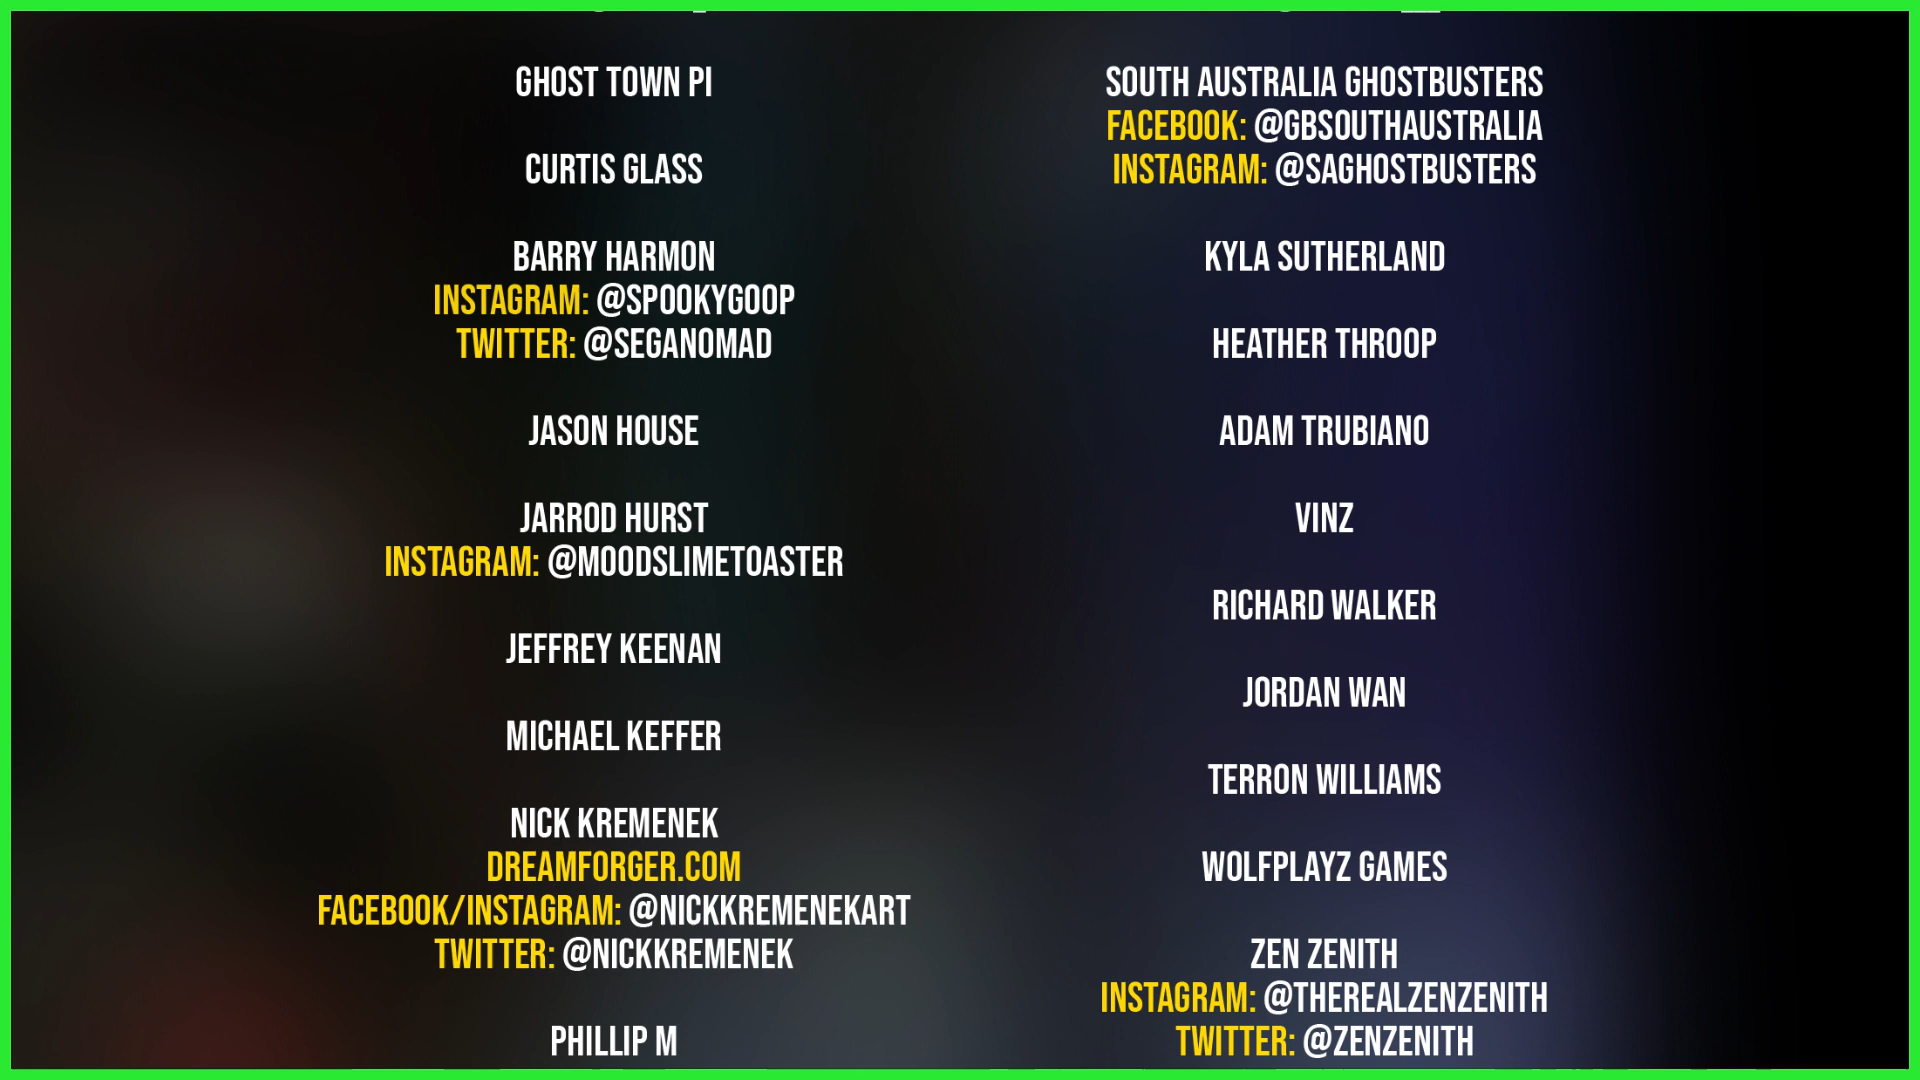 GHOST TOWN PI
CURTIS GLASS
BARRY HARMON
INSTAGRAM: @SPOOKYGOOP
TWITTER: @SEGANOMAD
JASON HOUSE
JARROD HURST
INSTAGRAM: @MOODSLIMETOASTER
JEFFREY KEENAN
MICHAEL KEFFER
NICK KREMENEK
DREAMFORGER.COM
FACEBOOK/INSTAGRAM: @NICKKREMENEKART
TWITTER: @NICKKREMENEK
PHILLIP M
SOUTH AUSTRALIA GHOSTBUSTERS
FACEBOOK: @GBSOUTHAUSTRALIA
INSTAGRAM: @SAGHOSTBUSTERS
KYLA SUTHERLAND
HEATHER THROOP
ADAM TRUBIANO
VINZ
RICHARD WALKER
JORDAN WAN
TERRON WILLIAMS
WOLFPLAYZ GAMES
ZEN ZENITH
INSTAGRAM: @THEREALZENZENITH
TWITTER: @ZENZENITH